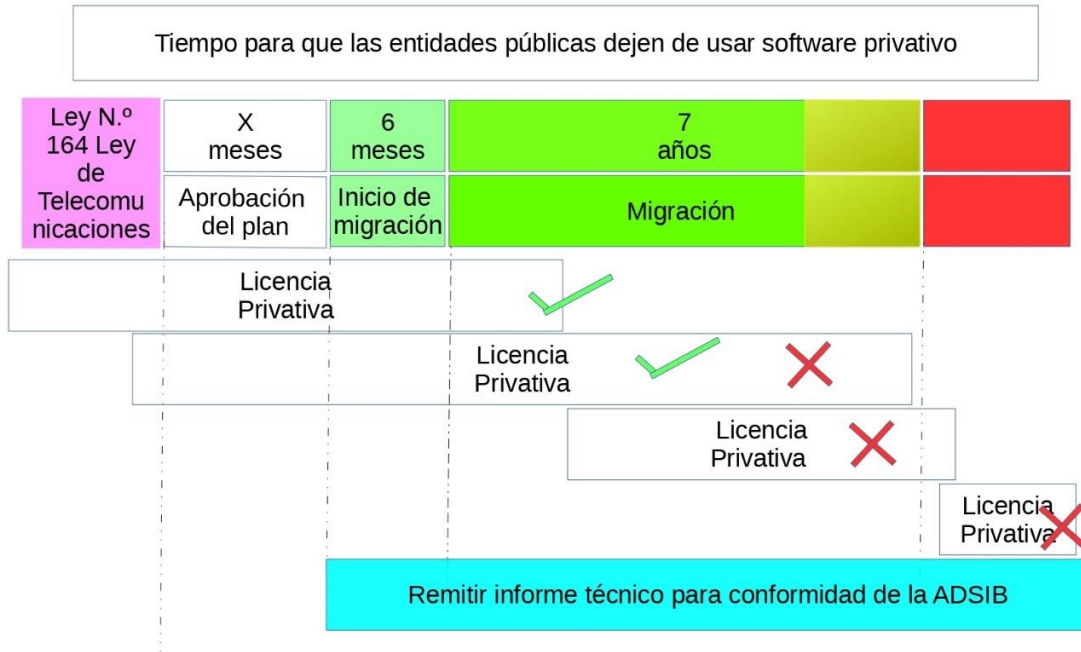 Tiempo para que las entidades públicas dejen de usar software privativo
Ley N.º
164 Ley
de
Telecomu
nicaciones
X
meses
6
meses
7
años
Aprobación
del plan
Inicio de
migración
Migración
Licencia
Privativa
Licencia
Privativa
Licencia
Privativa
Licencia
Privativa
Remitir informe técnico para conformidad de la ADSIB